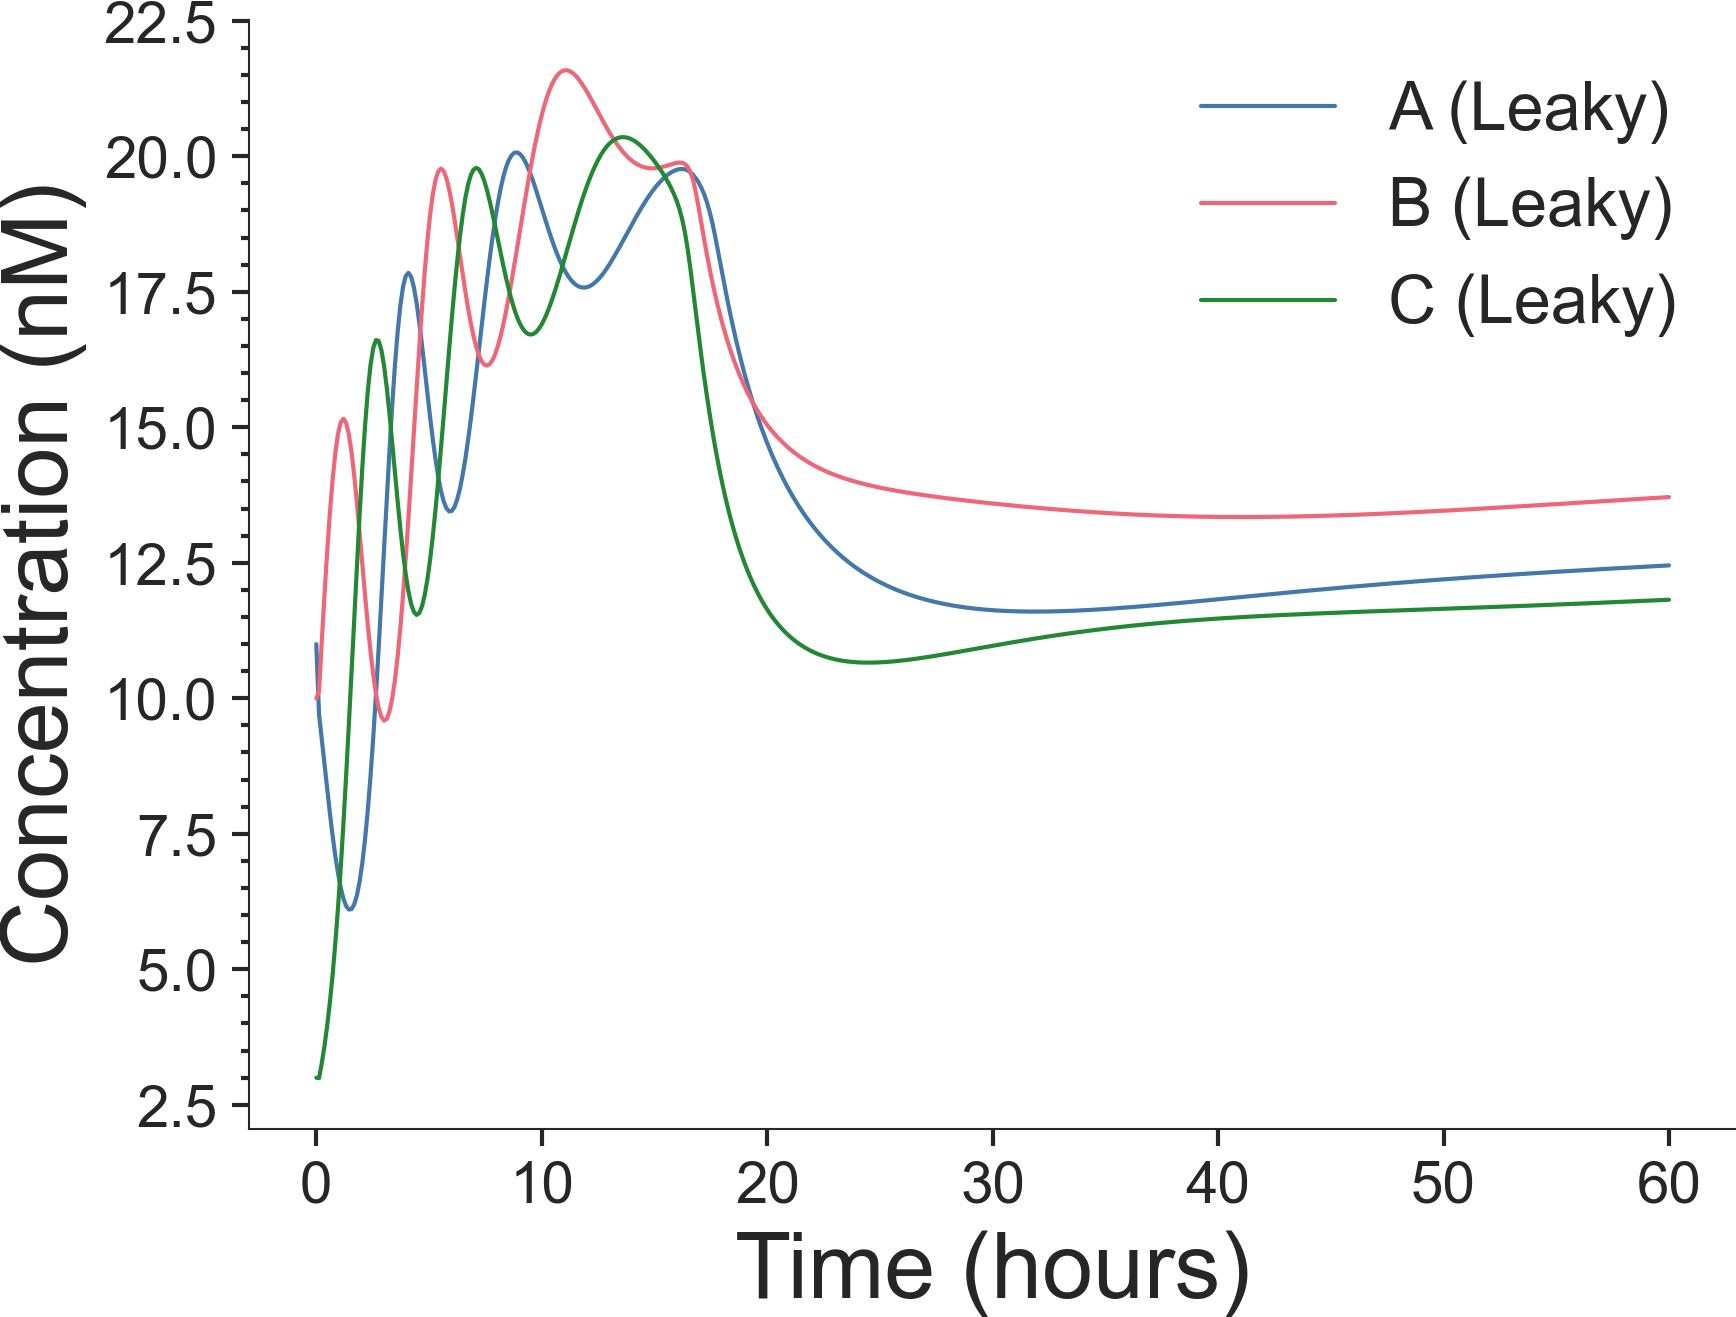 Concentration (nM)
22.5
20.0
17.5
15.0
12.5
10.0
7.5
5.0
2.5
A (Leaky)
B (Leaky)
C (Leaky)
0 10 20 30 40 50 60
Time (hours)